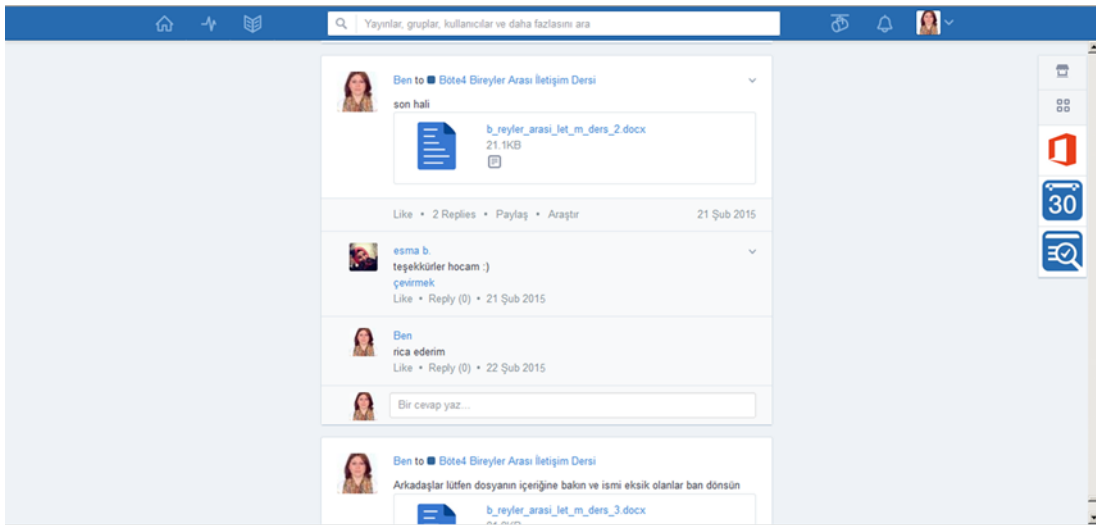 Yayınlar, gruplar, kullanıcılar ve daha fazlasını ara
Ben to Böte4 Bireyler Arası İletişim Dersi
son hali
b_reyler_arasi_let_m_ders_2.docx
21.1KB
Like • 2 Replies • Paylaş • Araştır 21 Şub 2015
30
esma b.
teşekkürler hocam :)
çevirmek
Like • Reply (0) • 21 Şub 2015
Ben
rica ederim
Like • Reply (0) • 22 Şub 2015
Bir cevap yaz...
Ben to Böte4 Bireyler Arası İletişim Dersi
Arkadaşlar lütfen dosyanın içeriğine bakın ve ismi eksik olanlar ban dönsün
b_reyler_arasi_let_m_ders_3.docx